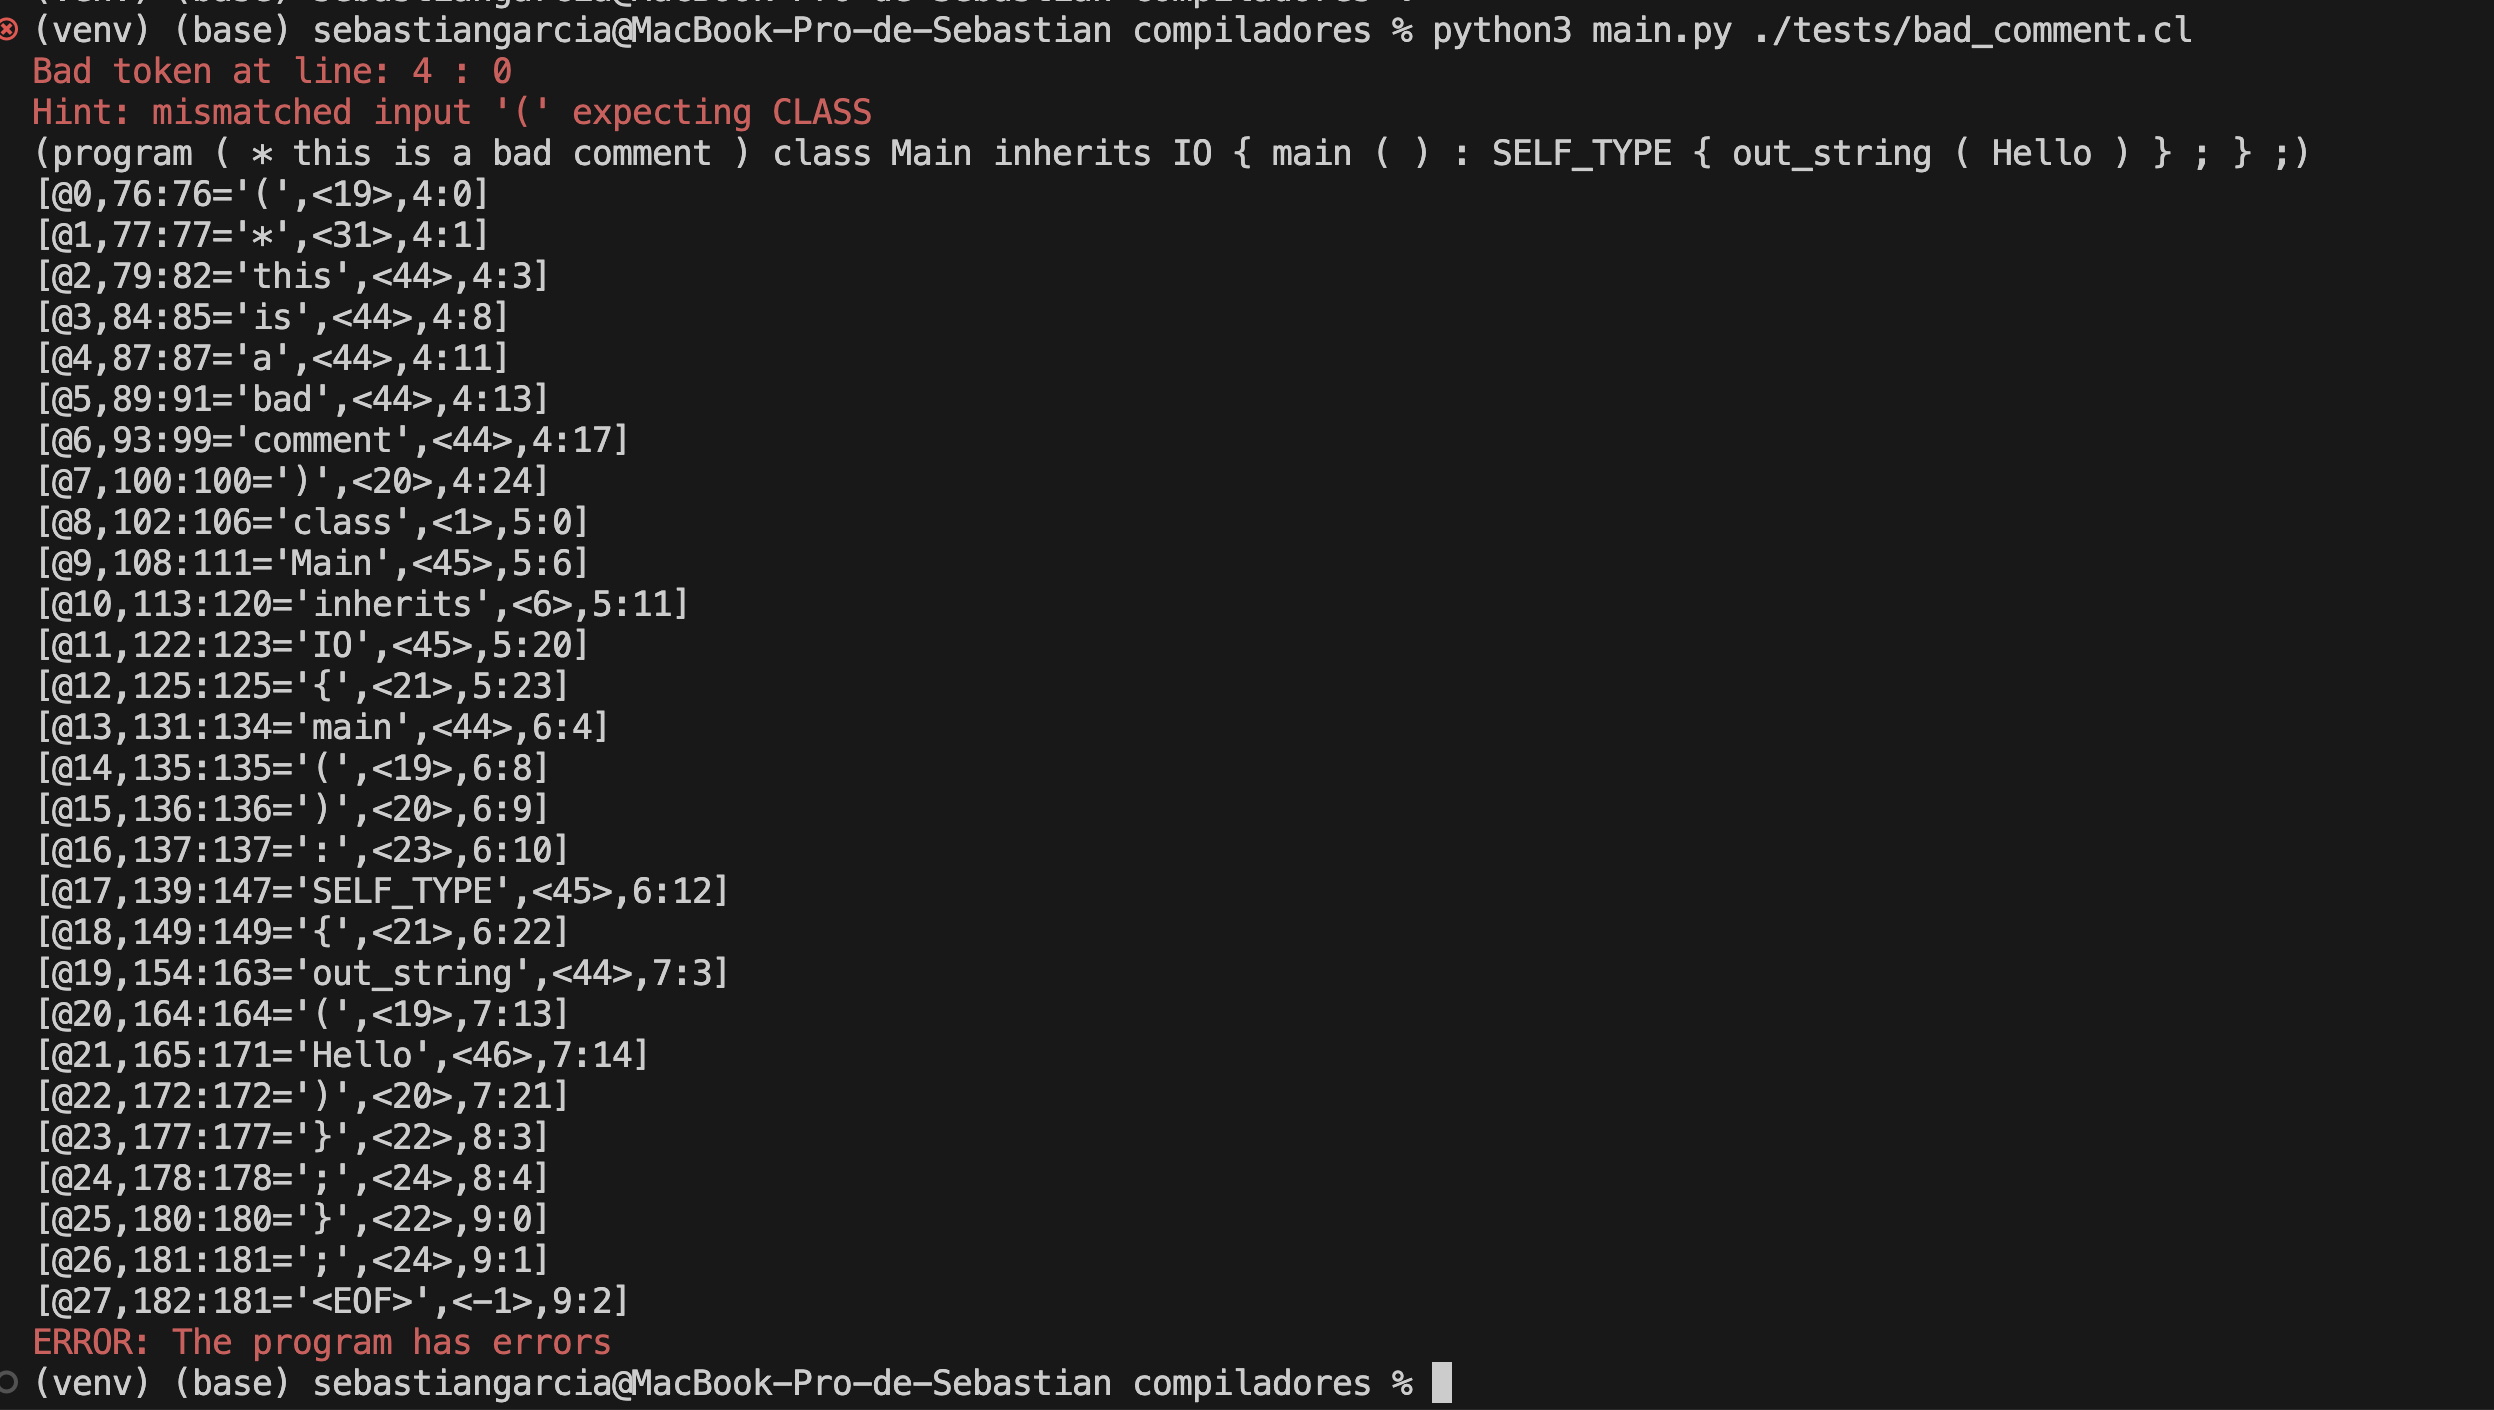 (venv) (base) sebastiangarcia@MacBook-Pro-de-Sebastian compiladores %
(venv) (base) sebastiangarcia@MacBook-Pro-de-Sebastian compiladores % python3 main.py ./tests/bad_comment.cl
Bad token at line: 4 : 0
Hint: mismatched input '(' expecting CLASS
(program ( * this is a bad comment ) class Main inherits IO { main ( ) : SELF_TYPE { out_string ( Hello ) } ; } ;)
[@0,76:76='(',<19>,4:0]
[@1,77:77='*',<31>,4:1]
[@2,79:82='this',<44>,4:3]
[@3,84:85='is',<44>,4:8]
[@4,87:87='a',<44>,4:11]
[@5,89:91='bad',<44>,4:13]
[@6,93:99='comment',<44>,4:17]
[@7,100:100=')',<20>,4:24]
[@8,102:106='class',<1>,5:0]
[@9,108:111='Main',<45>,5:6]
[@10,113:120='inherits',<6>,5:11]
[@11,122:123='IO',<45>,5:20]
[@12,125:125='{',<21>,5:23]
[@13,131:134='main',<44>,6:4]
[@14,135:135='(',<19>,6:8]
[@15,136:136=')',<20>,6:9]
[@16,137:137=':',<23>,6:10]
[@17,139:147='SELF_TYPE',<45>,6:12]
[@18,149:149='{',<21>,6:22]
[@19,154:163='out_string',<44>,7:3]
[@20,164:164='(',<19>,7:13]
[@21,165:171='Hello',<46>,7:14]
[@22,172:172=')',<20>,7:21]
[@23,177:177='}',<22>,8:3]
[@24,178:178=';',<24>,8:4]
[@25,180:180='}',<22>,9:0]
[@26,181:181=';',<24>,9:1]
[@27,182:181='<EOF>',<-1>,9:2]
ERROR: The program has errors
(venv) (base) sebastiangarcia@MacBook-Pro-de-Sebastian compiladores %